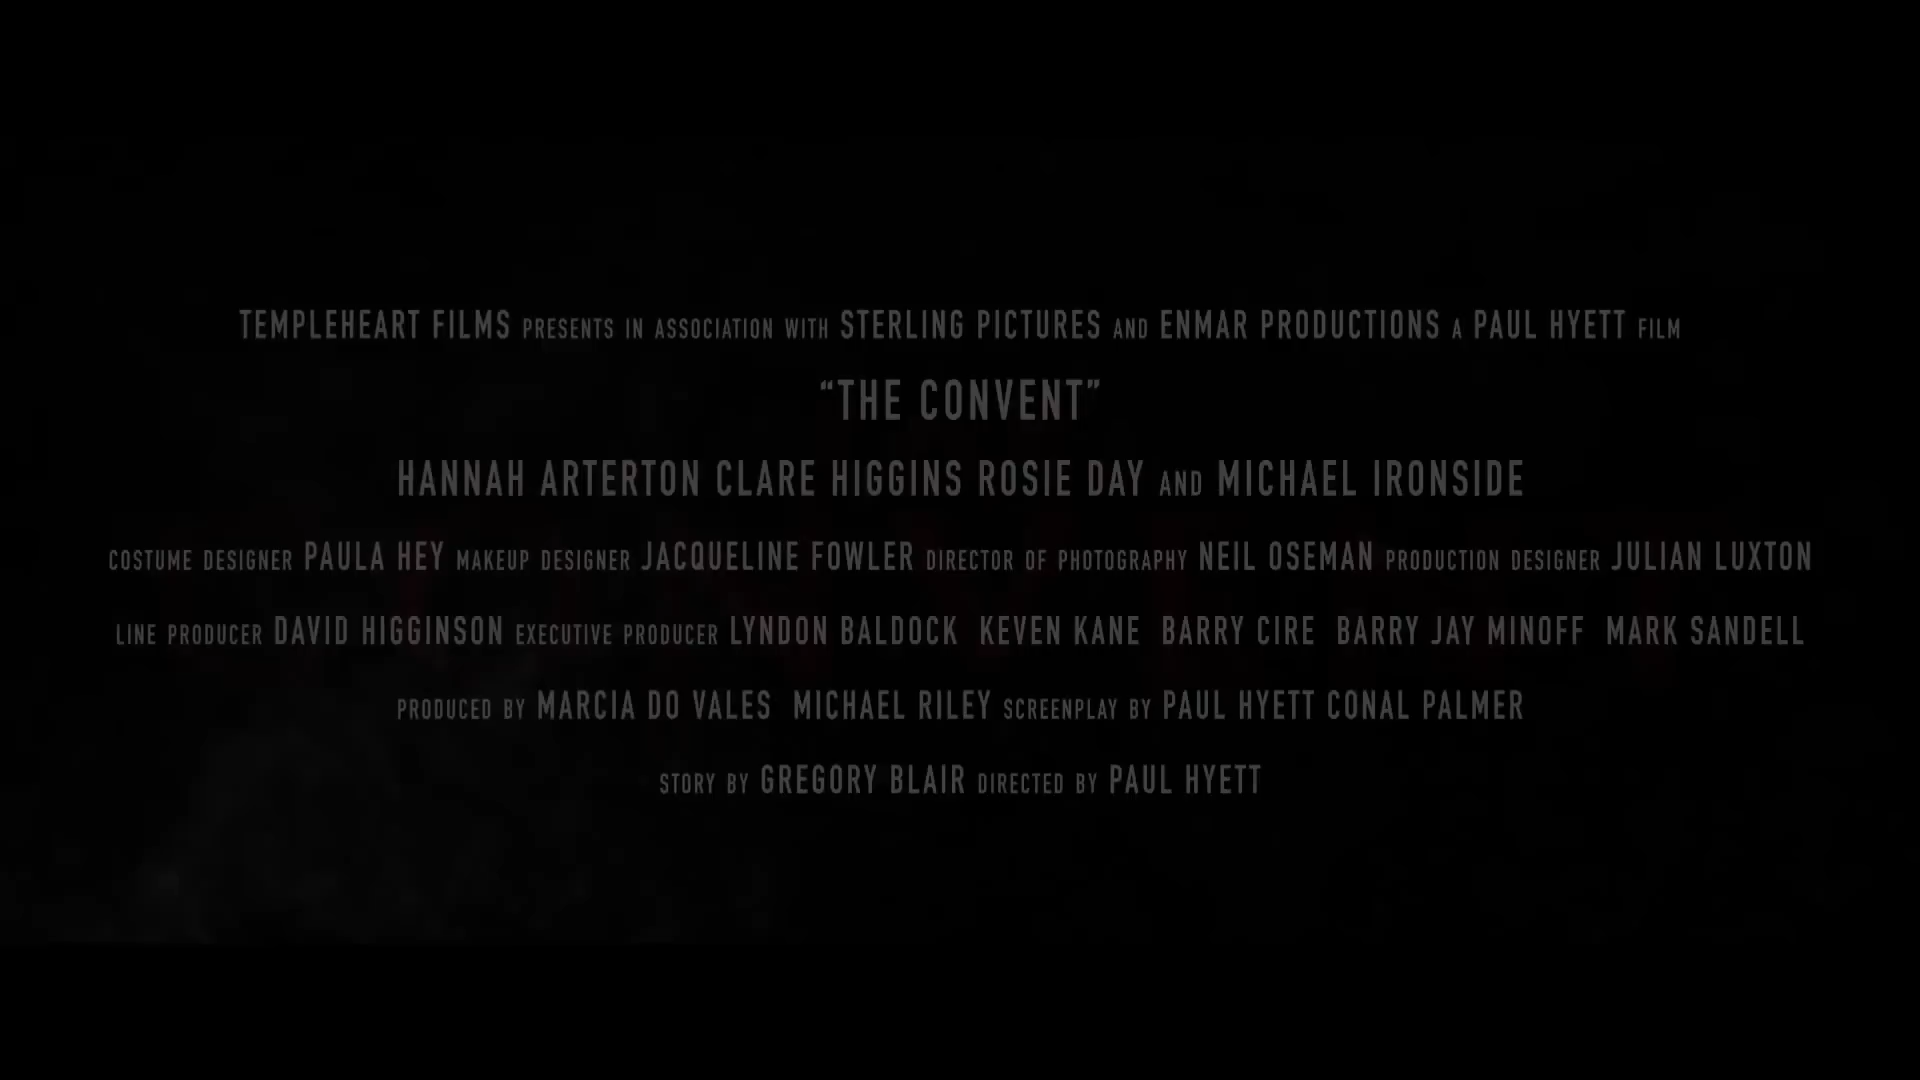 TEMPLEHEART FILMS PRESENTS IN ASSOCIATION WITH STERLING PICTURES AND ENMAR PRODUCTIONS A PAUL HYETT FILM
“THE CONVENT”
HANNAH ARTERTON CLARE HIGGINS ROSIE DAY AND MICHAEL IRONSIDE
COSTUME DESIGNER PAULA HEY MAKEUP DESIGNER JACQUELINE FOWLER DIRECTOR OF PHOTOGRAPHY NEIL OSEMAN PRODUCTION DESIGNER JULIAN LUXTON
LINE PRODUCER DAVID HIGGINSON EXECUTIVE PRODUCER LYNDON BALDOCK KEVEN KANE BARRY CIRE BARRY JAY MINOFF MARK SANDELL
PRODUCED BY MARCIA DO VALES MICHAEL RILEY SCREENPLAY BY PAUL HYETT CONAL PALMER
STORY BY GREGORY BLAIR DIRECTED BY PAUL HYETT